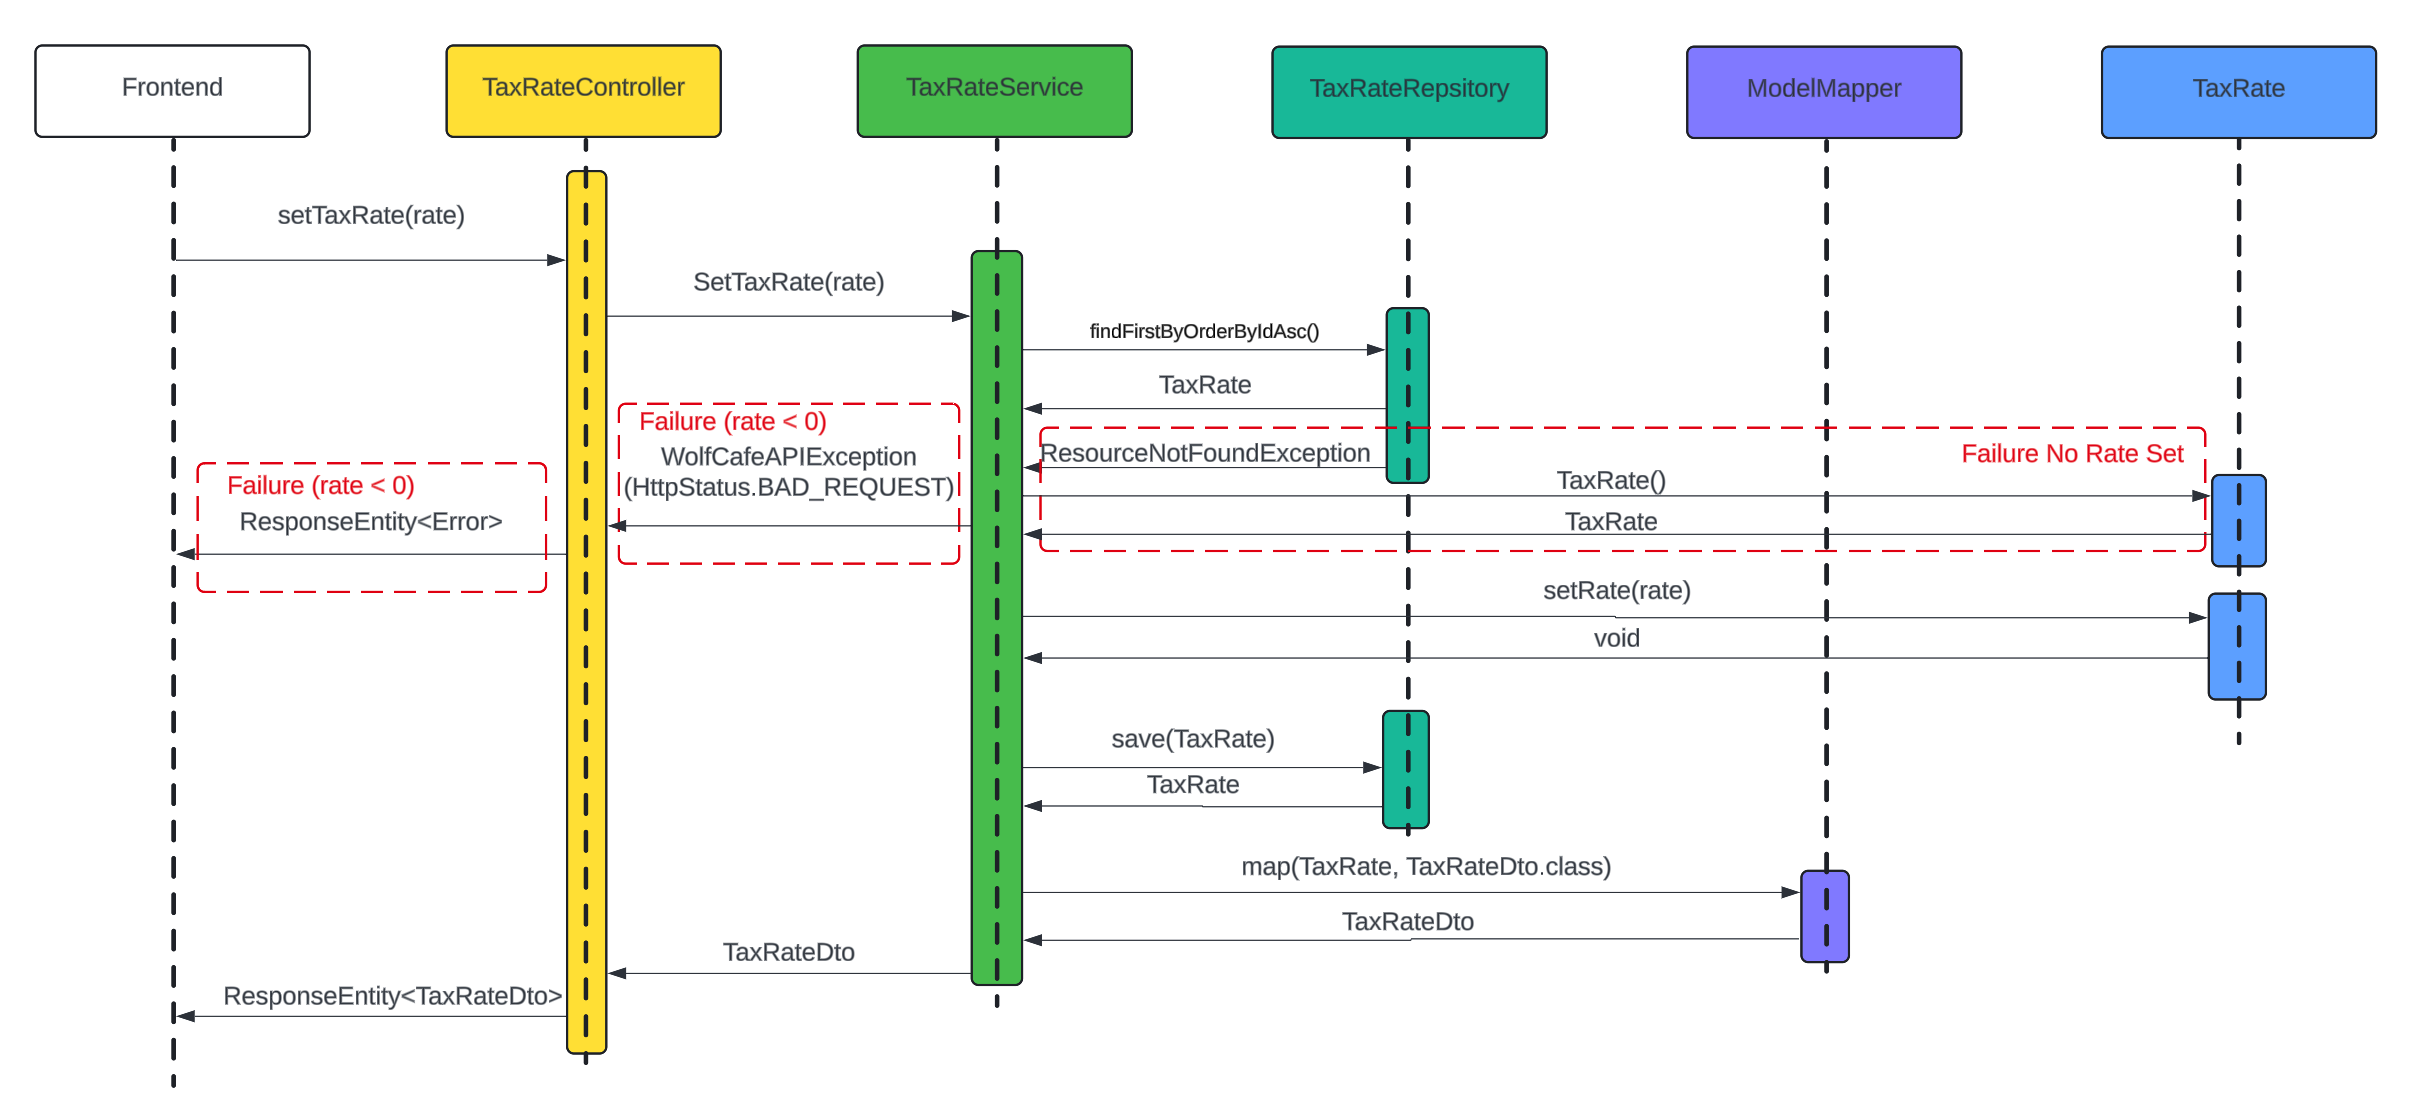 Frontend
TaxRateController
TaxRateService
TaxRateRepsitory
ModelMapper
TaxRate
setTaxRate(rate)
SetTaxRate(rate)
findFirstByOrderByIdAsc()
TaxRate
Failure (rate < 0)
WolfCafeAPIException
(HttpStatus.BAD_REQUEST)
ResourceNotFoundException
Failure No Rate Set
TaxRate()
TaxRate
Failure (rate < 0)
ResponseEntity<Error>
setRate(rate)
void
save(TaxRate)
TaxRate
map(TaxRate, TaxRateDto.class)
TaxRateDto
TaxRateDto
ResponseEntity<TaxRateDto>